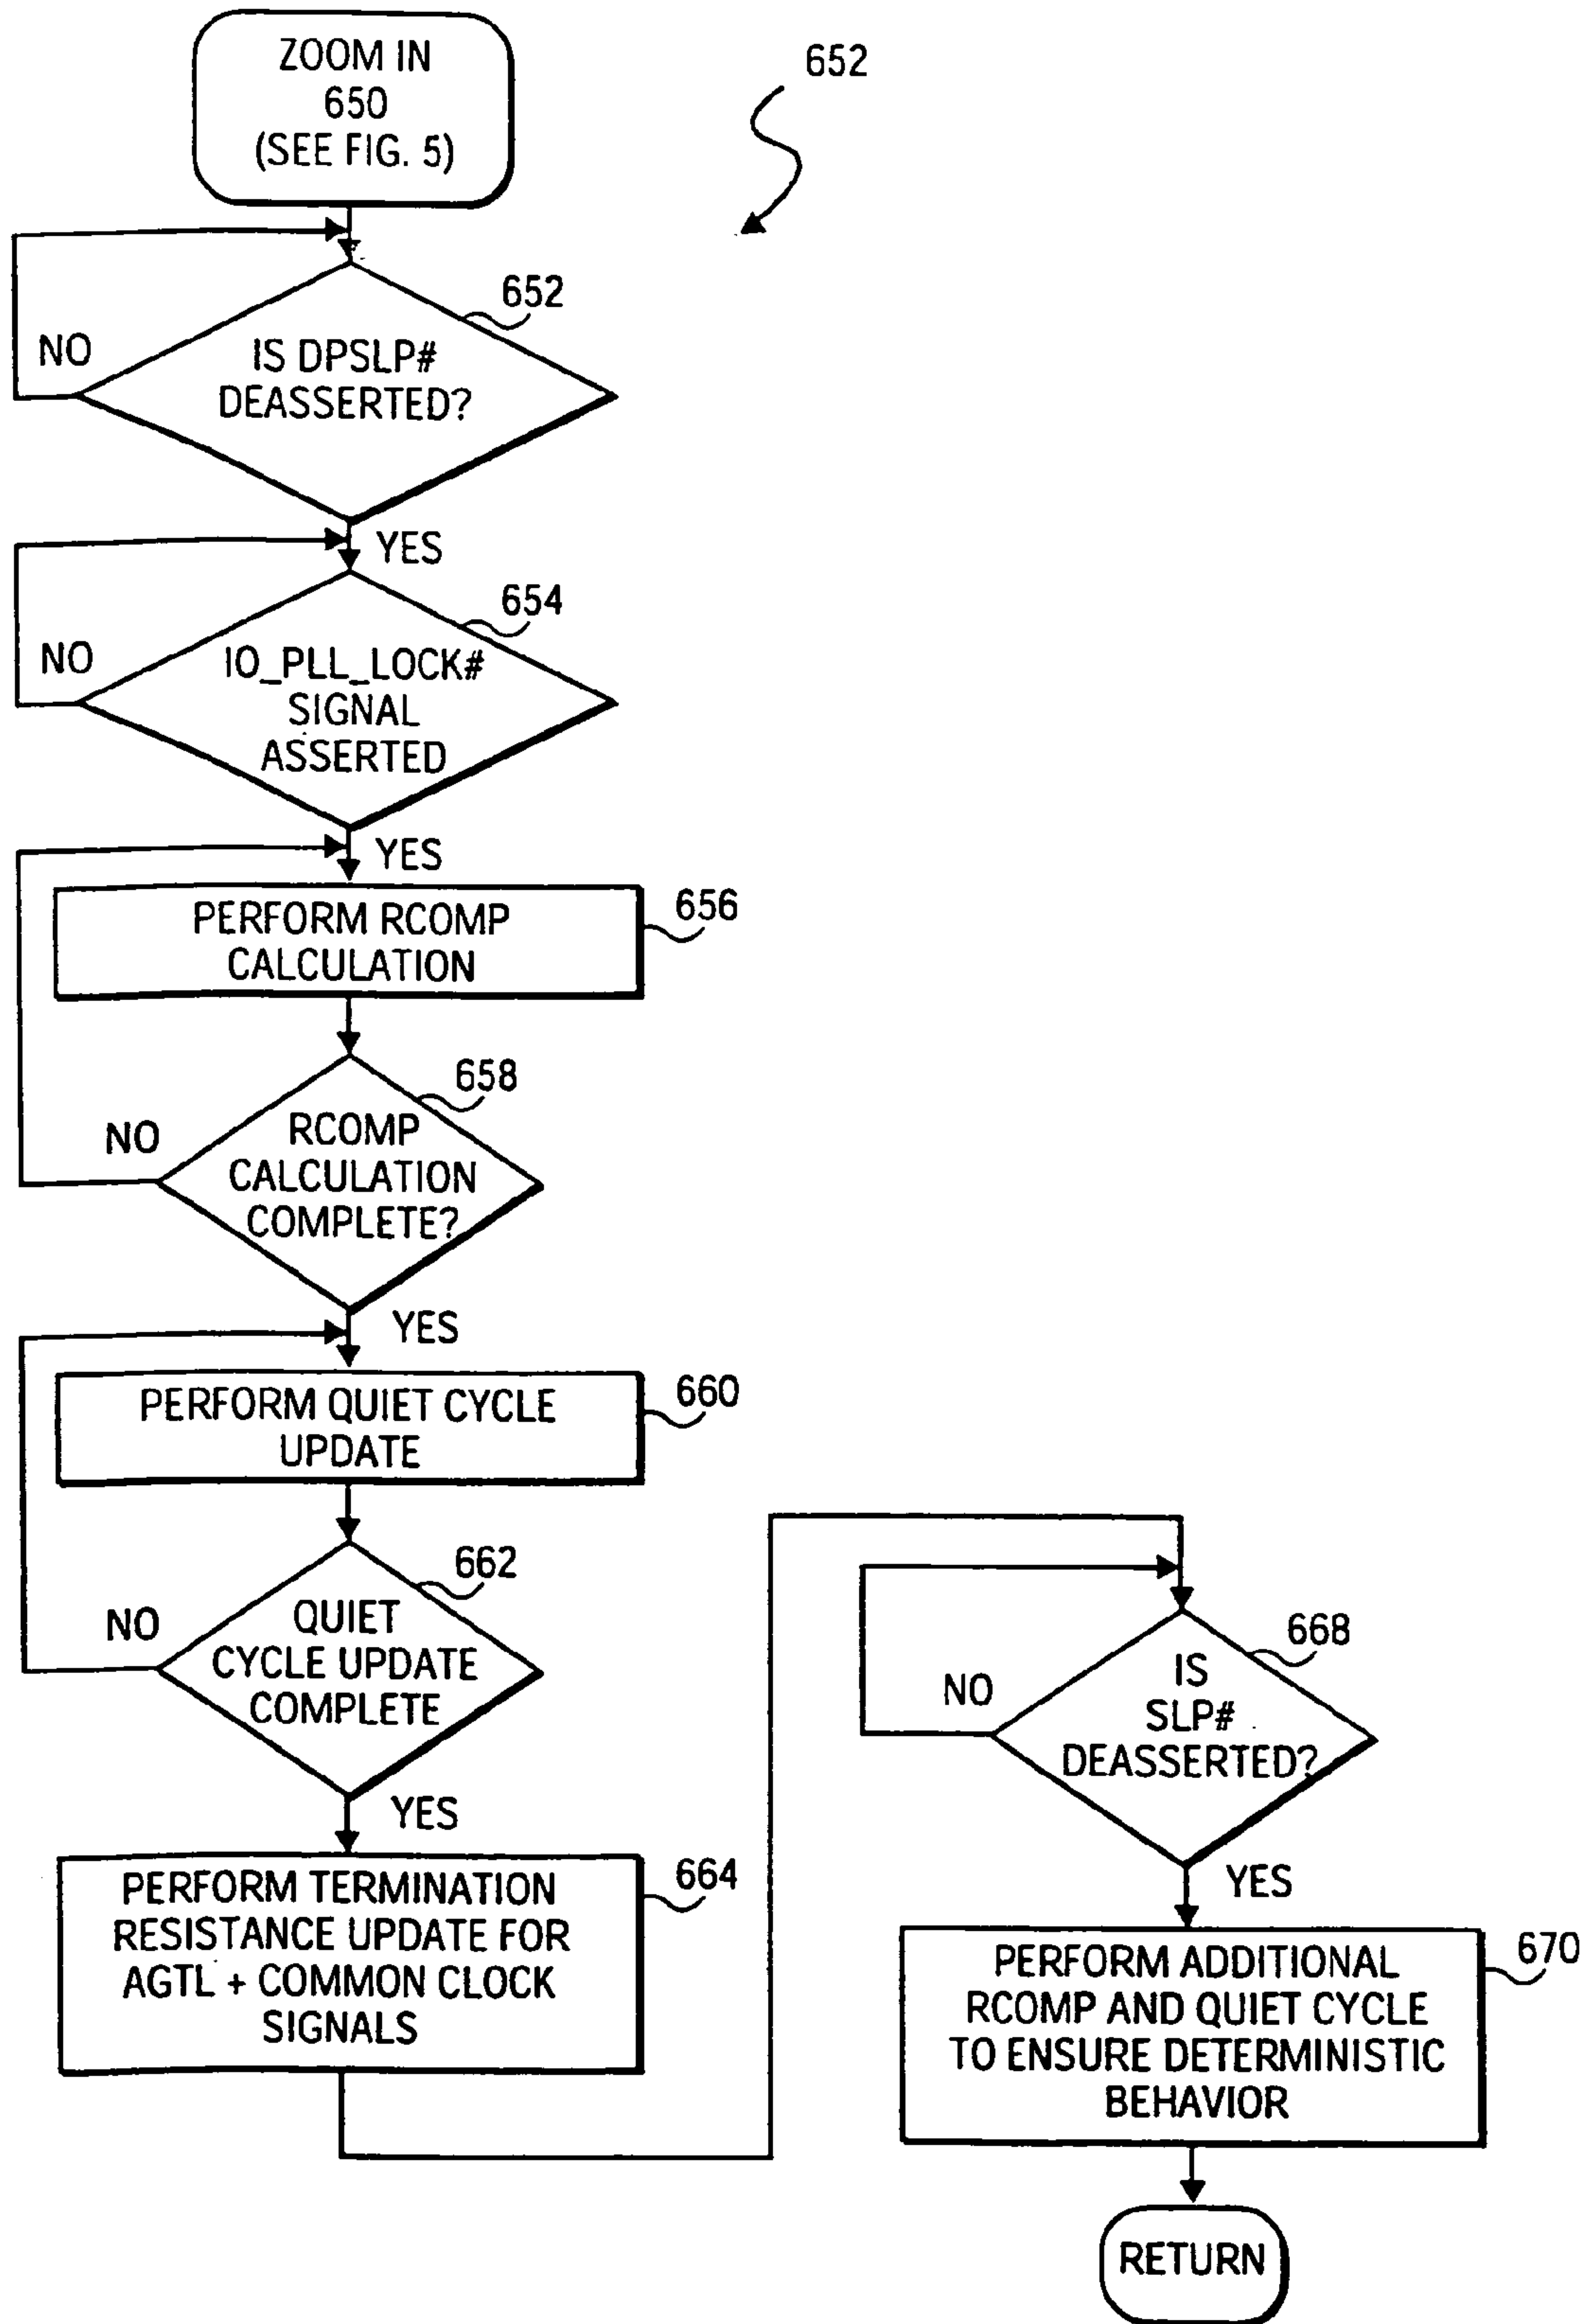 ZOOM IN
650
(SEE FIG. 5)
652
652
IS DPSLP#
DEASSERTED?
NO
YES
654
IO_PLL_LOCK#
SIGNAL
ASSERTED
NO
YES
PERFORM RCOMP
CALCULATION
656
658
RCOMP
CALCULATION
COMPLETE?
NO
YES
PERFORM QUIET CYCLE
UPDATE
660
662
QUIET
CYCLE UPDATE
COMPLETE
NO
YES
PERFORM TERMINATION
RESISTANCE UPDATE FOR
AGTL + COMMON CLOCK
SIGNALS
664
668
IS
SLP#
DEASSERTED?
NO
YES
PERFORM ADDITIONAL
RCOMP AND QUIET CYCLE
TO ENSURE DETERMINISTIC
BEHAVIOR
670
RETURN